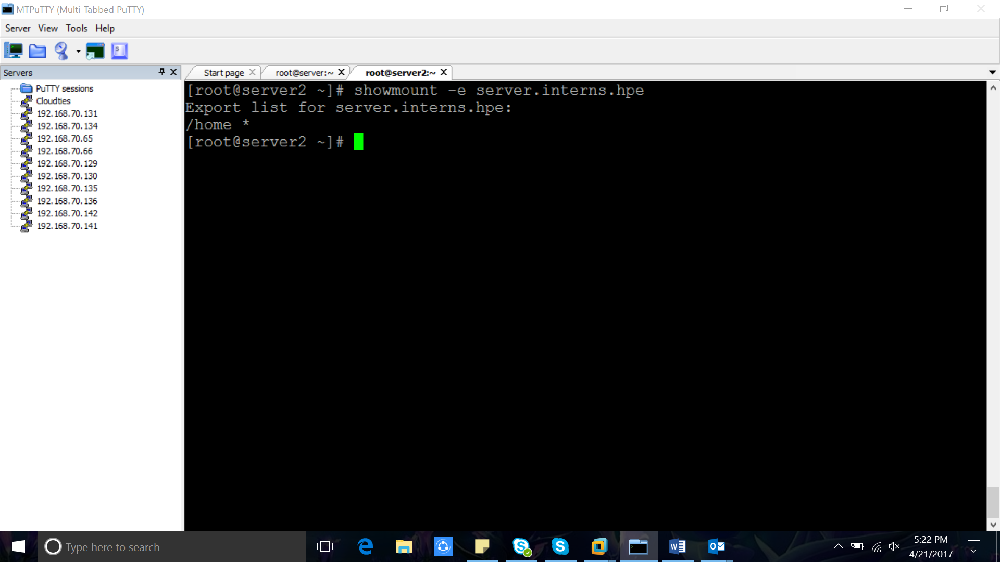 MTPuTTY (Multi-Tabbed PuTTY)
Server View Tools Help
Servers
PuTTY sessions
Cloudties
192.168.70.131
192.168.70.134
192.168.70.65
192.168.70.66
192.168.70.129
192.168.70.130
192.168.70.135
192.168.70.136
192.168.70.142
192.168.70.141
Start page root@server:~ root@server2:~
[root@server2 ~]# showmount -e server.interns.hpe
Export list for server.interns.hpe:
/home *
[root@server2 ~]#
Type here to search
5:22 PM
4/21/2017